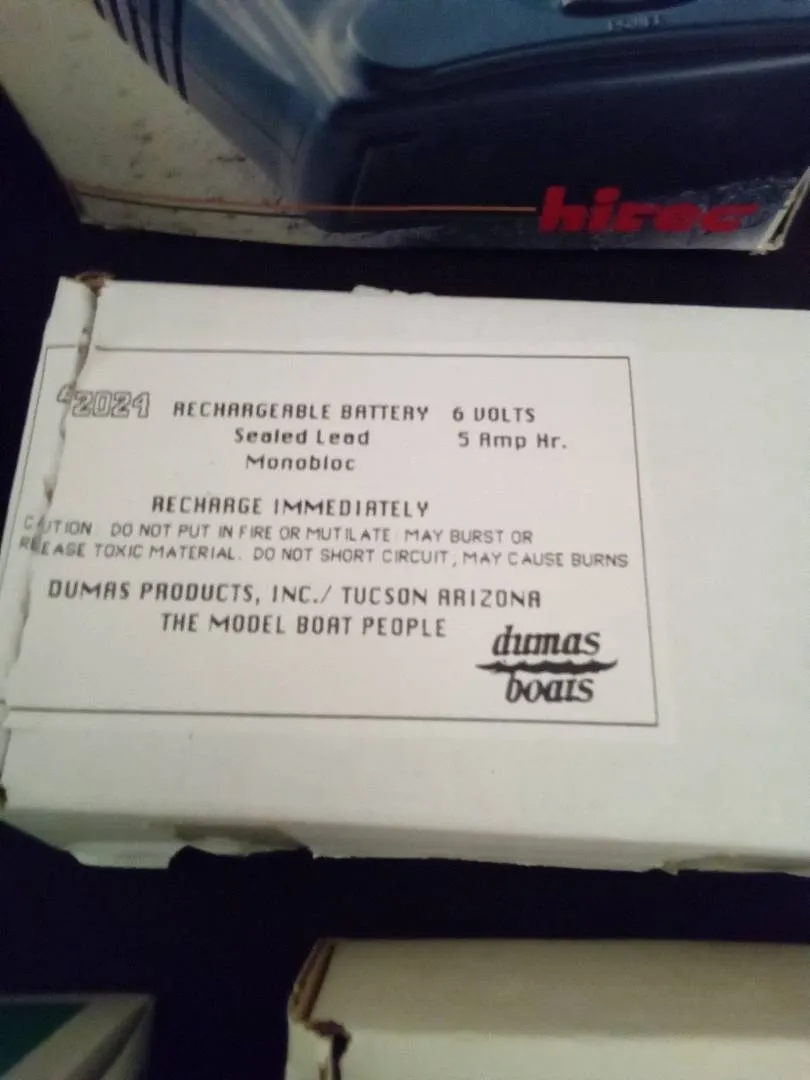 hitec
#2024 RECHARGEABLE BATTERY 6 VOLTS
Sealed Lead 5 Amp Hr.
Monobloc
RECHARGE IMMEDIATELY
CAUTION DO NOT PUT IN FIRE OR MUTILATE MAY BURST OR
RELEASE TOXIC MATERIAL. DO NOT SHORT CIRCUIT, MAY CAUSE BURNS
DUMAS PRODUCTS, INC./ TUCSON ARIZONA
THE MODEL BOAT PEOPLE
dumas
boats